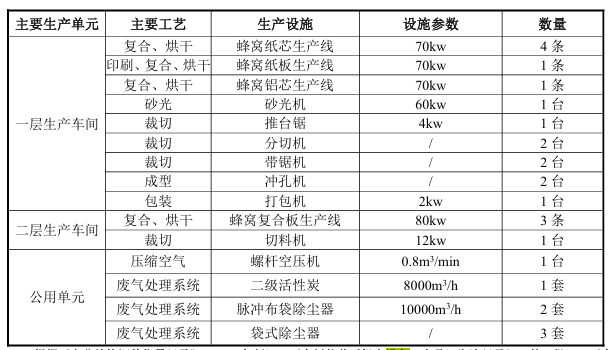 主要生产单元 主要工艺 生产设施 设施参数 数量
一层生产车间 复合、烘干 蜂窝纸芯生产线 70kw 4 条
印刷、复合、烘干 蜂窝纸板生产线 70kw 1 条
复合、烘干 蜂窝铝芯生产线 70kw 1 条
砂光 砂光机 60kw 1 台
裁切 推台锯 4kw 1 台
裁切 分切机 / 2 台
裁切 带锯机 / 2 台
成型 冲孔机 / 2 台
包装 打包机 2kw 1 台
二层生产车间 复合、烘干 蜂窝复合板生产线 80kw 3 条
裁切 切料机 12kw 1 台
公用单元 压缩空气 螺杆空压机 0.8m³/min 1 台
废气处理系统 二级活性炭 8000m³/h 1 套
废气处理系统 脉冲布袋除尘器 10000m³/h 2 套
废气处理系统 袋式除尘器 / 3 套